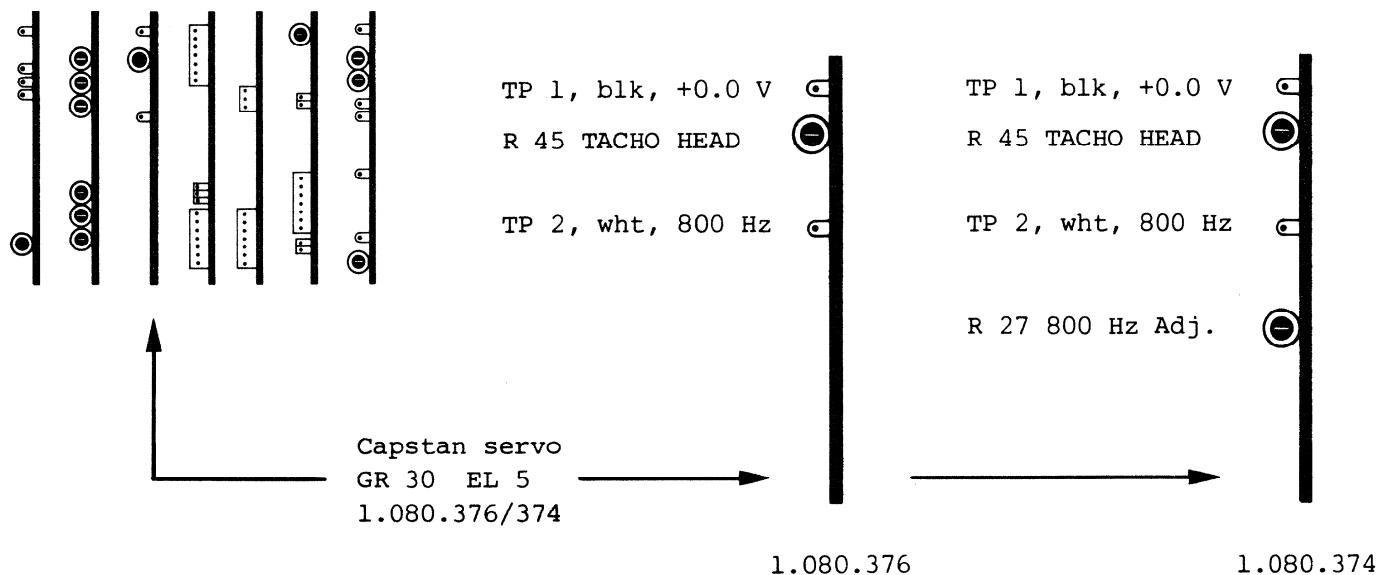 TP 1, blk, +0.0 V
R 45 TACHO HEAD
TP 2, wht, 800 Hz
TP 1, blk, +0.0 V
R 45 TACHO HEAD
TP 2, wht, 800 Hz
R 27 800 Hz Adj.
Capstan servo
GR 30 EL 5
1.080.376/374
1.080.376
1.080.374